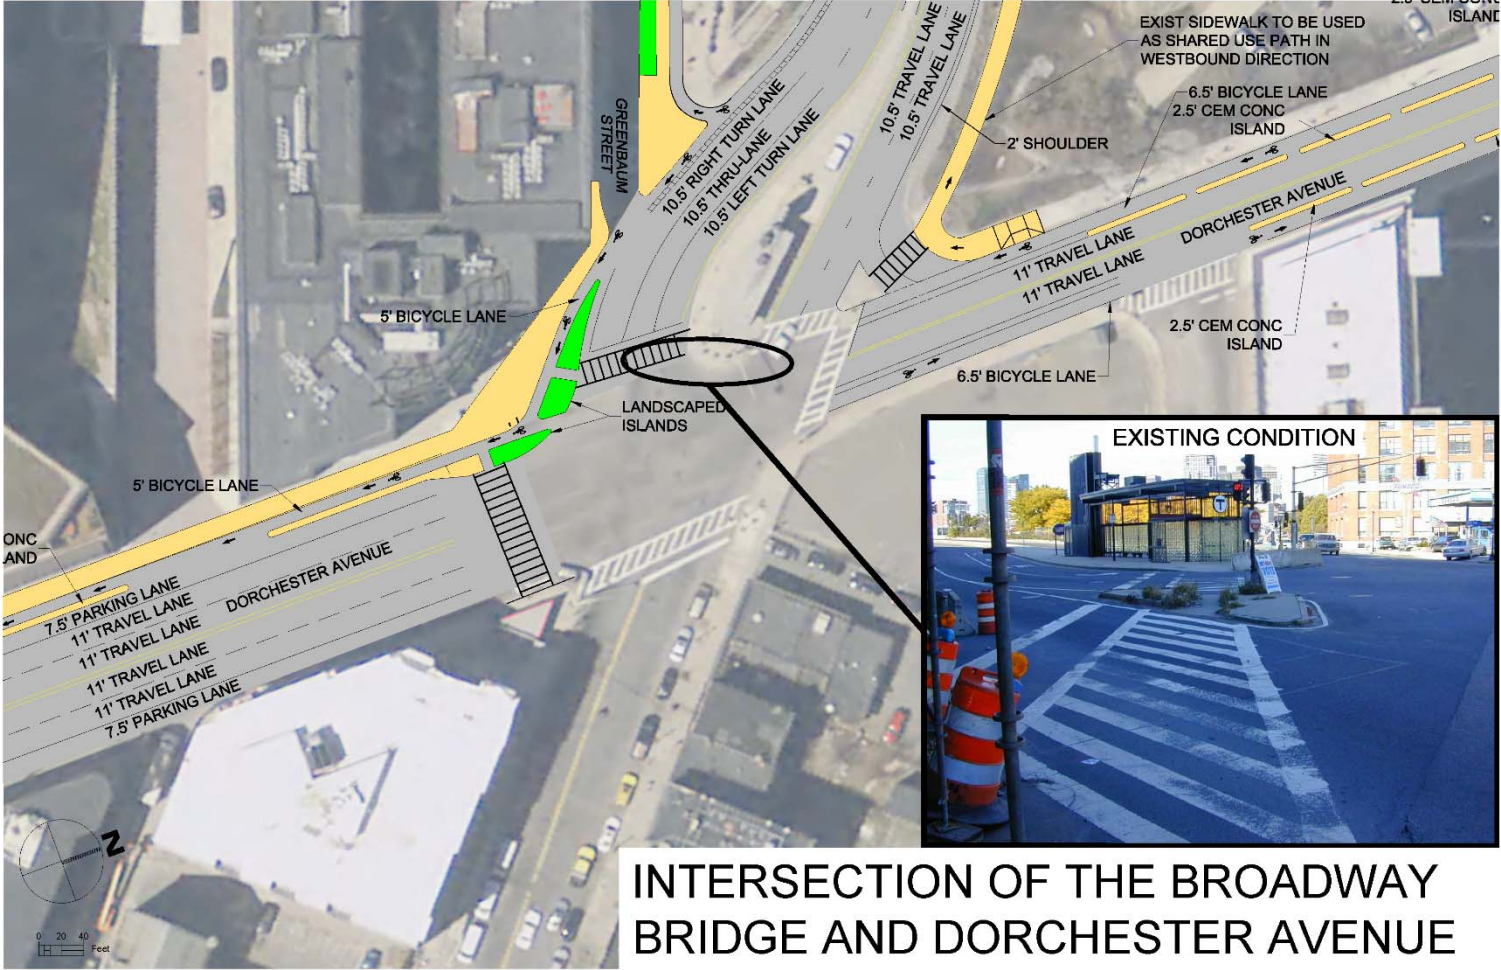 2.5' CEM CONC
ISLAND
EXIST SIDEWALK TO BE USED
AS SHARED USE PATH IN
WESTBOUND DIRECTION
10.5' TRAVEL LANE
10.5' TRAVEL LANE
6.5' BICYCLE LANE
2.5' CEM CONC
ISLAND
GREENBAUM
STREET
10.5' RIGHT TURN LANE
10.5' THRU-LANE
10.5' LEFT TURN LANE
2' SHOULDER
DORCHESTER AVENUE
11' TRAVEL LANE
11' TRAVEL LANE
5' BICYCLE LANE
2.5' CEM CONC
ISLAND
6.5' BICYCLE LANE
LANDSCAPED
ISLANDS
EXISTING CONDITION
T
5' BICYCLE LANE
ONC
AND
DORCHESTER AVENUE
7.5' PARKING LANE
11' TRAVEL LANE
11' TRAVEL LANE
11' TRAVEL LANE
11' TRAVEL LANE
7.5' PARKING LANE
N
0 20 40
Feet
INTERSECTION OF THE BROADWAY
BRIDGE AND DORCHESTER AVENUE